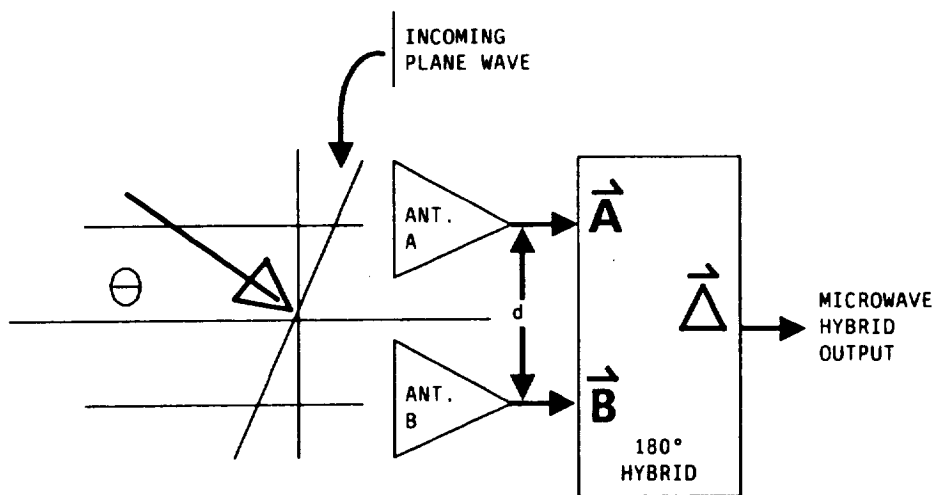 INCOMING
PLANE WAVE
ANT.
A
A
Θ
d
Δ
MICROWAVE
HYBRID
OUTPUT
ANT.
B
B
180°
HYBRID